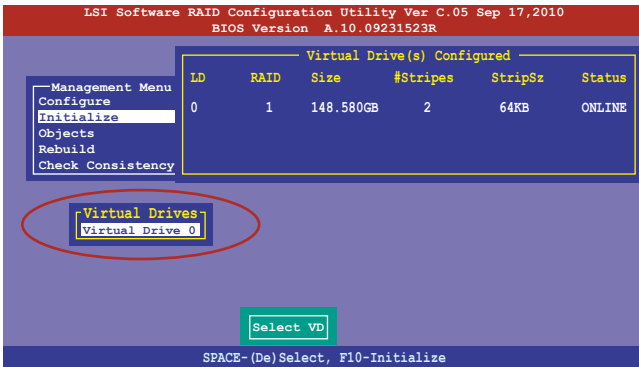 LSI Software RAID Configuration Utility Ver C.05 Sep 17,2010
BIOS Version A.10.09231523R
Virtual Drive(s) Configured
LD RAID Size #Stripes StripSz Status
0 1 148.580GB 2 64KB ONLINE
Management Menu
Configure
Initialize
Objects
Rebuild
Check Consistency
Virtual Drives
Virtual Drive 0
Select VD
SPACE-(De)Select, F10-Initialize